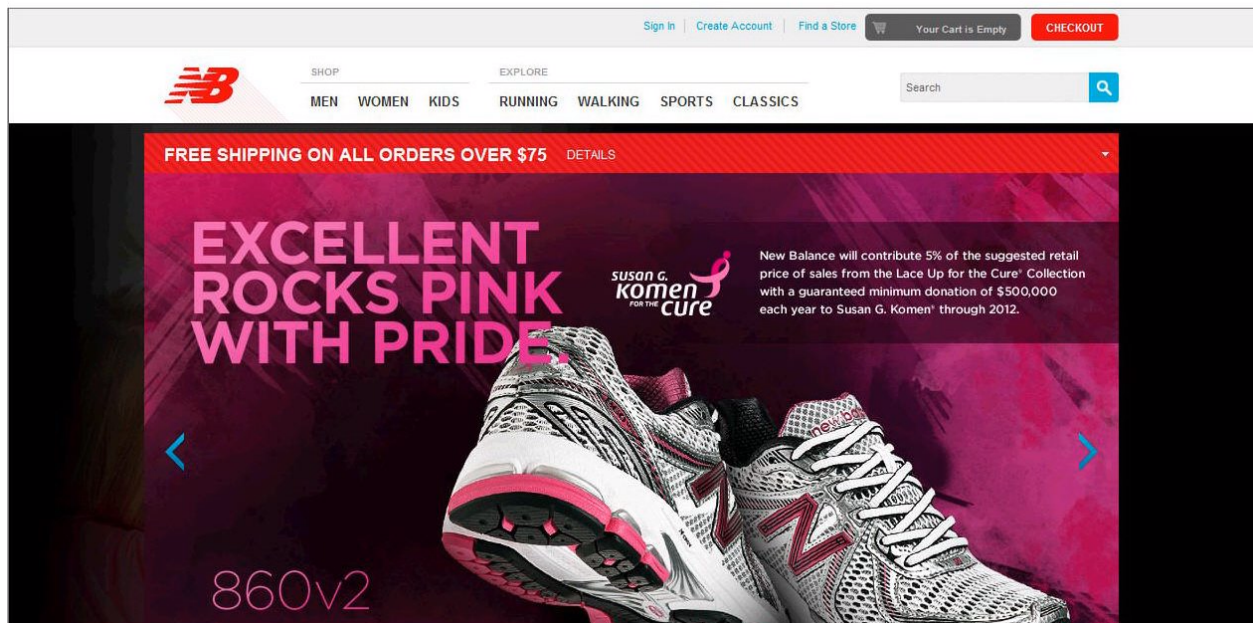 Sign In
Create Account
Find a Store
Your Cart is Empty
CHECKOUT
NB
SHOP
MEN WOMEN KIDS
EXPLORE
RUNNING WALKING SPORTS CLASSICS
Search
FREE SHIPPING ON ALL ORDERS OVER $75 DETAILS
EXCELLENT
ROCKS PINK
WITH PRIDE.
susan G.
komen
FOR THE cure
New Balance will contribute 5% of the suggested retail
price of sales from the Lace Up for the Cure® Collection
with a guaranteed minimum donation of $500,000
each year to Susan G. Komen® through 2012.
new balance
N
N
860v2